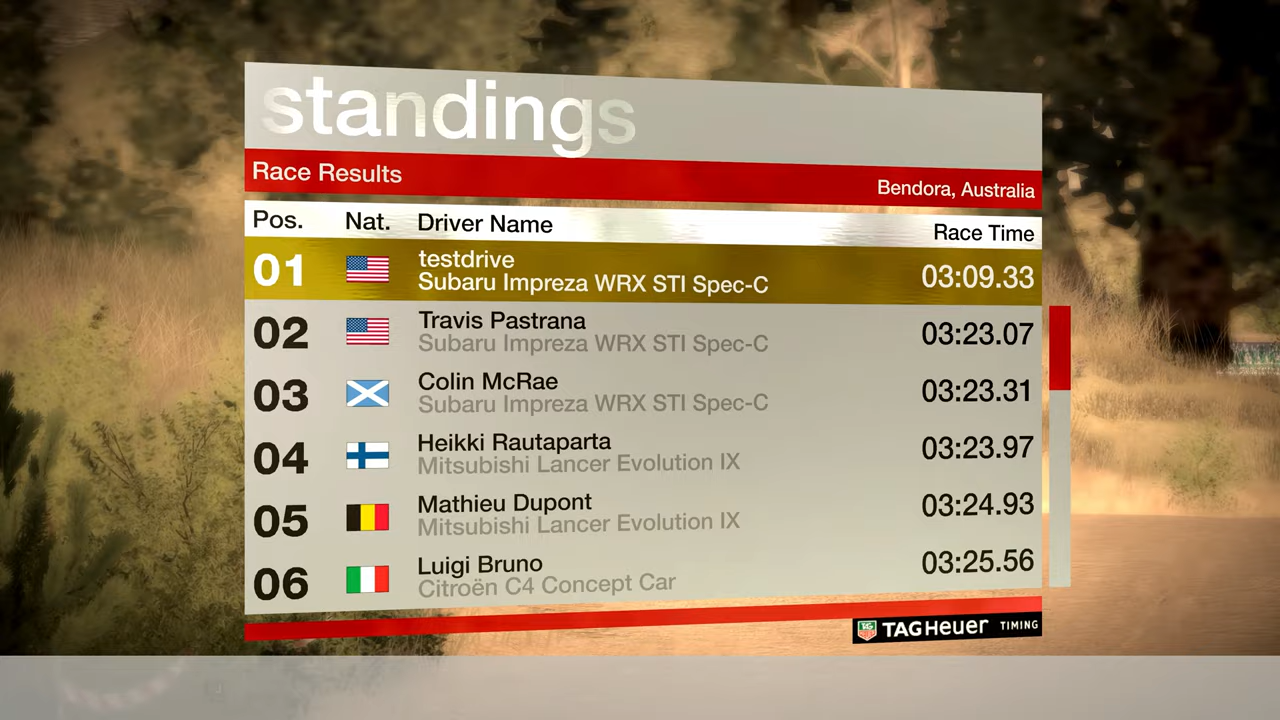 standings
Race Results Bendora, Australia
Pos. Nat. Driver Name Race Time
01 testdrive 03:09.33
Subaru Impreza WRX STI Spec-C
02 Travis Pastrana 03:23.07
Subaru Impreza WRX STI Spec-C
03 Colin McRae 03:23.31
Subaru Impreza WRX STI Spec-C
04 Heikki Rautaparta 03:23.97
Mitsubishi Lancer Evolution IX
05 Mathieu Dupont 03:24.93
Mitsubishi Lancer Evolution IX
06 Luigi Bruno 03:25.56
Citroën C4 Concept Car
TAG TAGHeuer TIMING